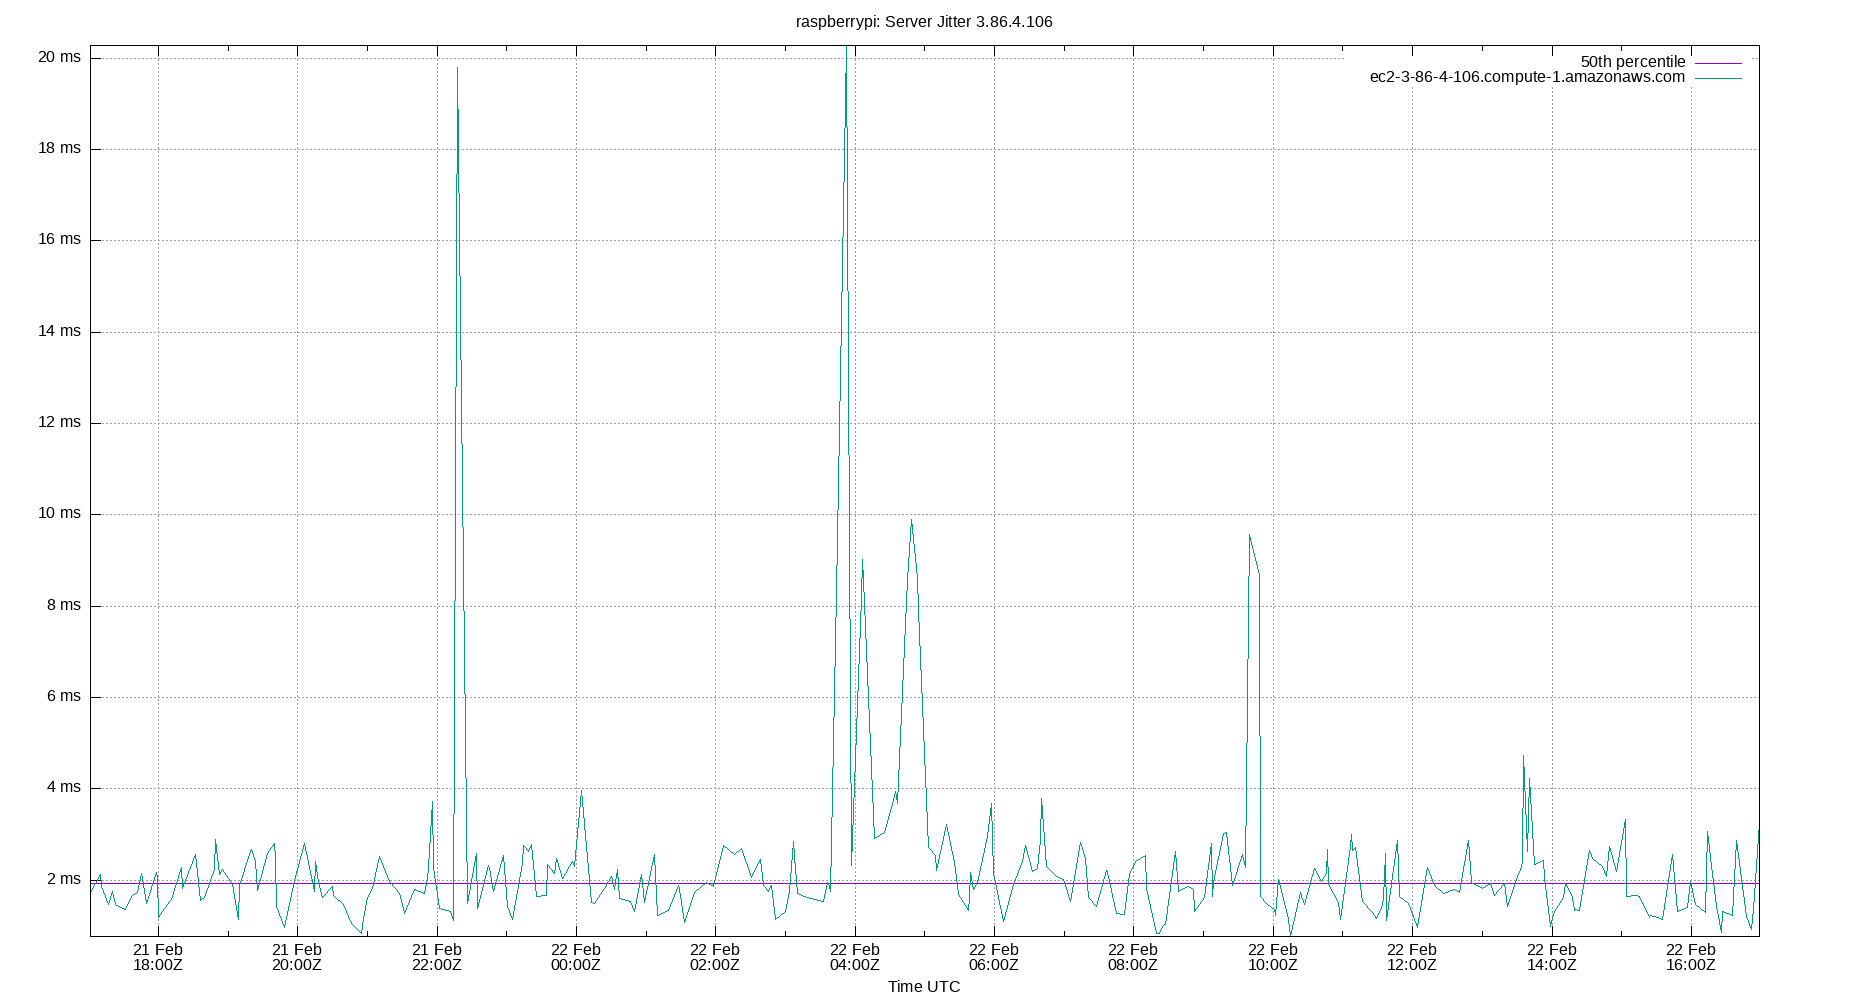 raspberrypi: Server Jitter 3.86.4.106
50th percentile
ec2-3-86-4-106.compute-1.amazonaws.com
20 ms
18 ms
16 ms
14 ms
12 ms
10 ms
8 ms
6 ms
4 ms
2 ms
21 Feb 21 Feb 21 Feb 22 Feb 22 Feb 22 Feb 22 Feb 22 Feb 22 Feb 22 Feb 22 Feb 22 Feb
18:00Z 20:00Z 22:00Z 00:00Z 02:00Z 04:00Z 06:00Z 08:00Z 10:00Z 12:00Z 14:00Z 16:00Z
Time UTC